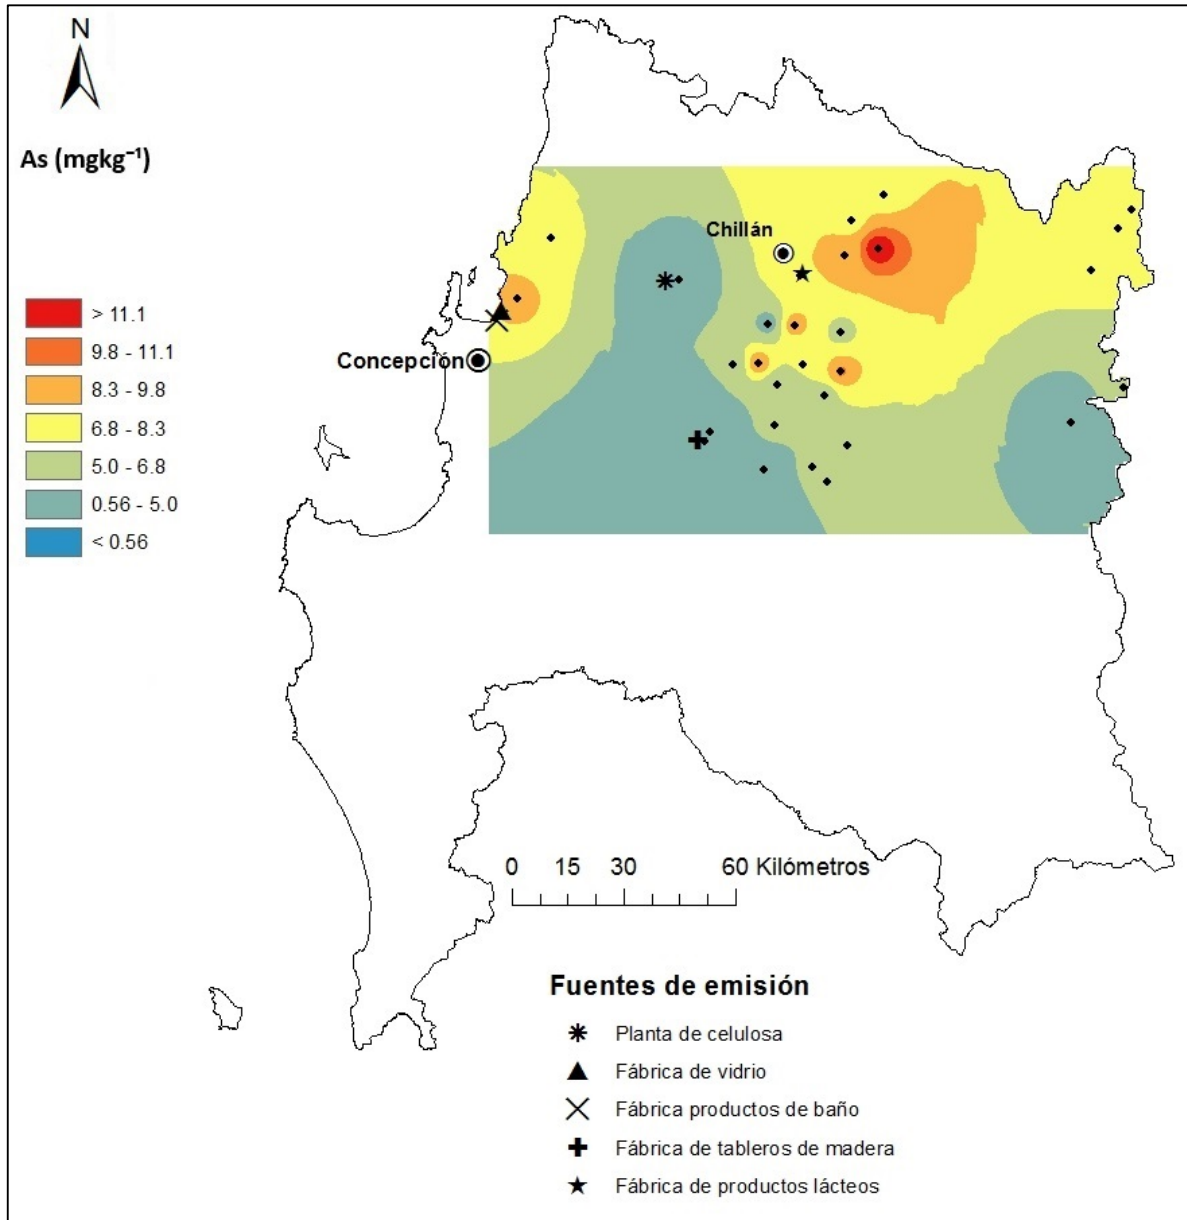 N
As (mgkg⁻¹)
Chillán
> 11.1
9.8 - 11.1
8.3 - 9.8
6.8 - 8.3
5.0 - 6.8
0.56 - 5.0
< 0.56
Concepción
0 15 30 60 Kilómetros
Fuentes de emisión
Planta de celulosa
Fábrica de vidrio
Fábrica productos de baño
Fábrica de tableros de madera
Fábrica de productos lácteos